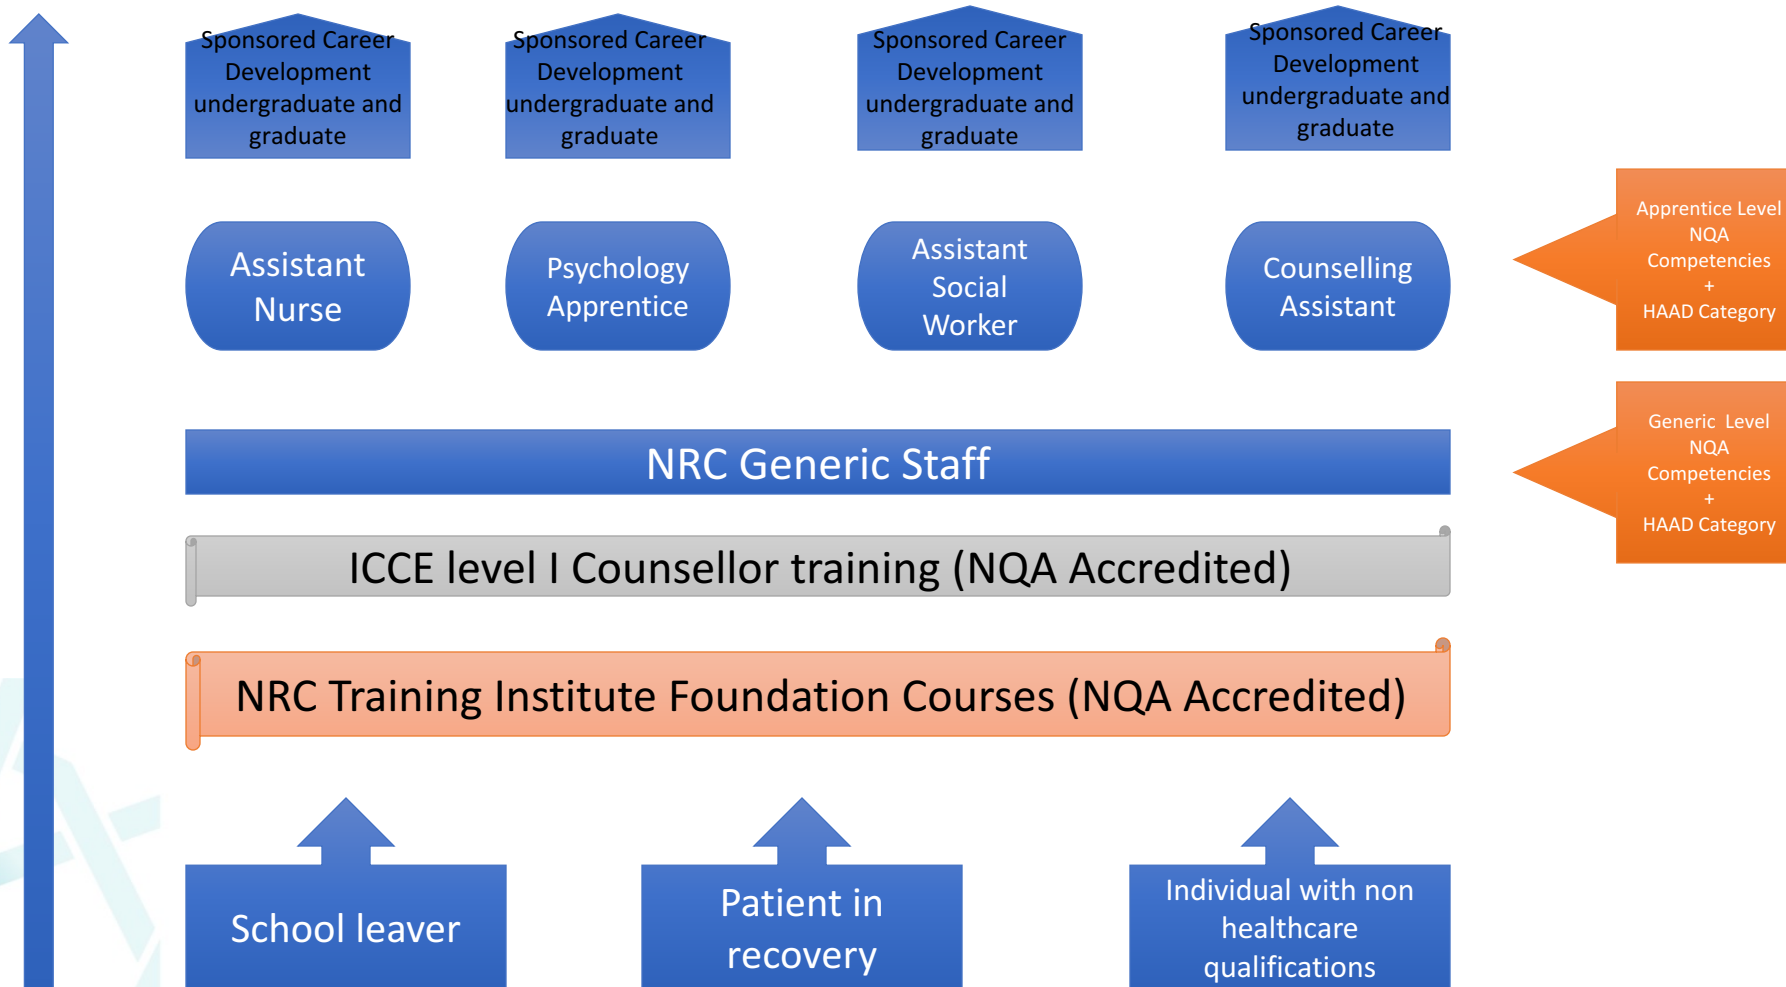 Sponsored Career
Development
undergraduate and
graduate
Sponsored Career
Development
undergraduate and
graduate
Sponsored Career
Development
undergraduate and
graduate
Sponsored Career
Development
undergraduate and
graduate
Assistant
Nurse
Psychology
Apprentice
Assistant
Social
Worker
Counselling
Assistant
Apprentice Level
NQA
Competencies
+
HAAD Category
NRC Generic Staff
Generic Level
NQA
Competencies
+
HAAD Category
ICCE level I Counsellor training (NQA Accredited)
NRC Training Institute Foundation Courses (NQA Accredited)
School leaver
Patient in
recovery
Individual with non
healthcare
qualifications